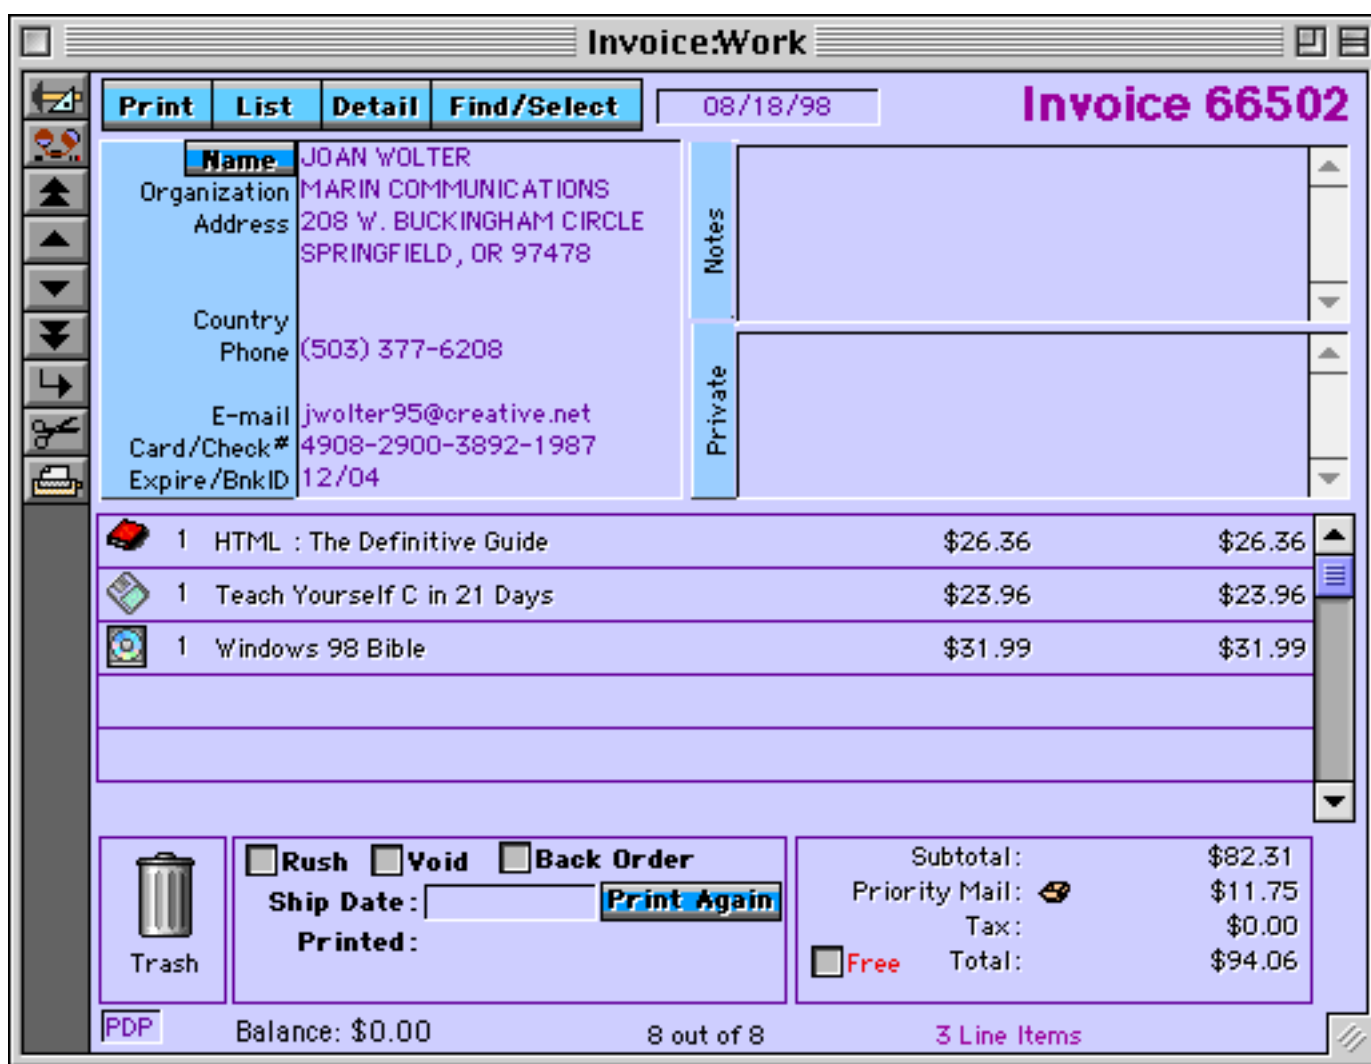 Invoice:Work
Print List Detail Find/Select 08/18/98 Invoice 66502
Name JOAN WOLTER
Organization MARIN COMMUNICATIONS
Address 208 W. BUCKINGHAM CIRCLE
SPRINGFIELD, OR 97478
Notes
Country
Phone (503) 377-6208
E-mail jwolter95@creative.net
Card/Check# 4908-2900-3892-1987
Expire/BnkID 12/04
Private
1 HTML : The Definitive Guide $26.36 $26.36
1 Teach Yourself C in 21 Days $23.96 $23.96
1 Windows 98 Bible $31.99 $31.99
Trash
Rush Void Back Order
Ship Date: Print Again
Printed:
Subtotal: $82.31
Priority Mail: $11.75
Tax: $0.00
Free Total: $94.06
PDP Balance: $0.00 8 out of 8 3 Line Items